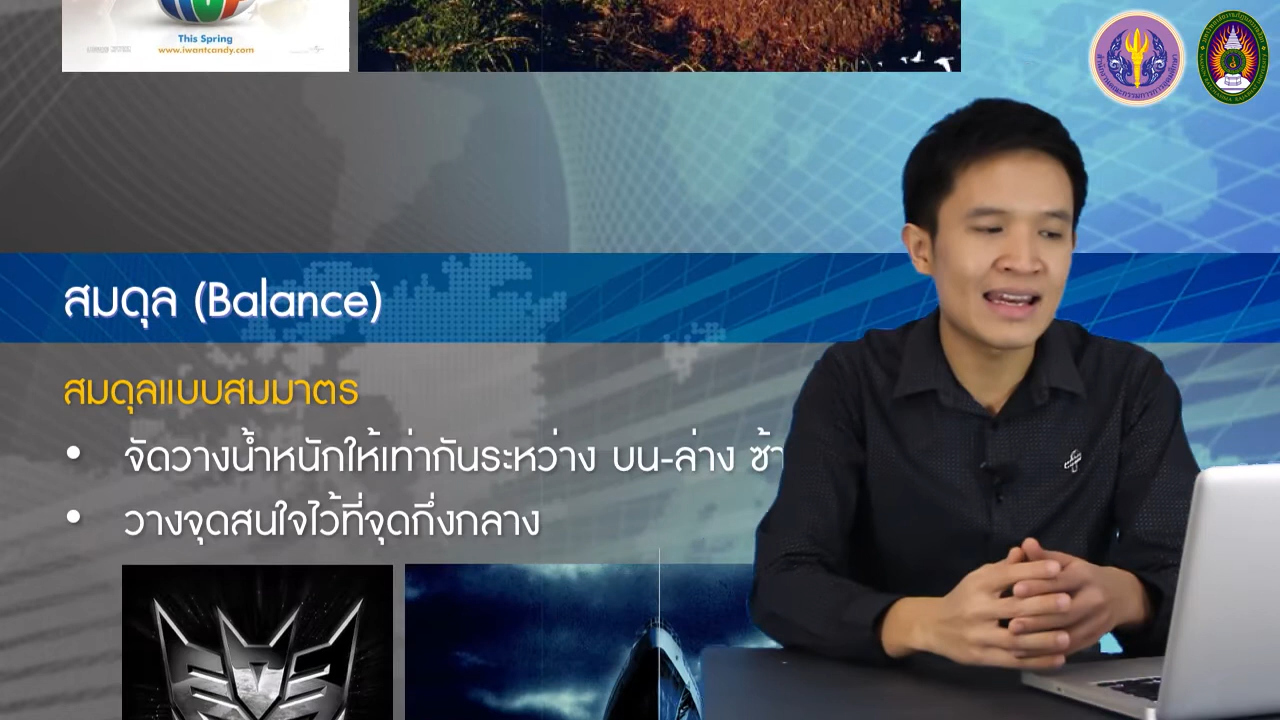 This Spring
www.iwantcandy.com
สมดุล (Balance)
สมดุลแบบสมมาตร
• จัดวางน้ำหนักให้เท่ากันระหว่าง บน-ล่าง ซ้า
• วางจุดสนใจไว้ที่จุดกึ่งกลาง